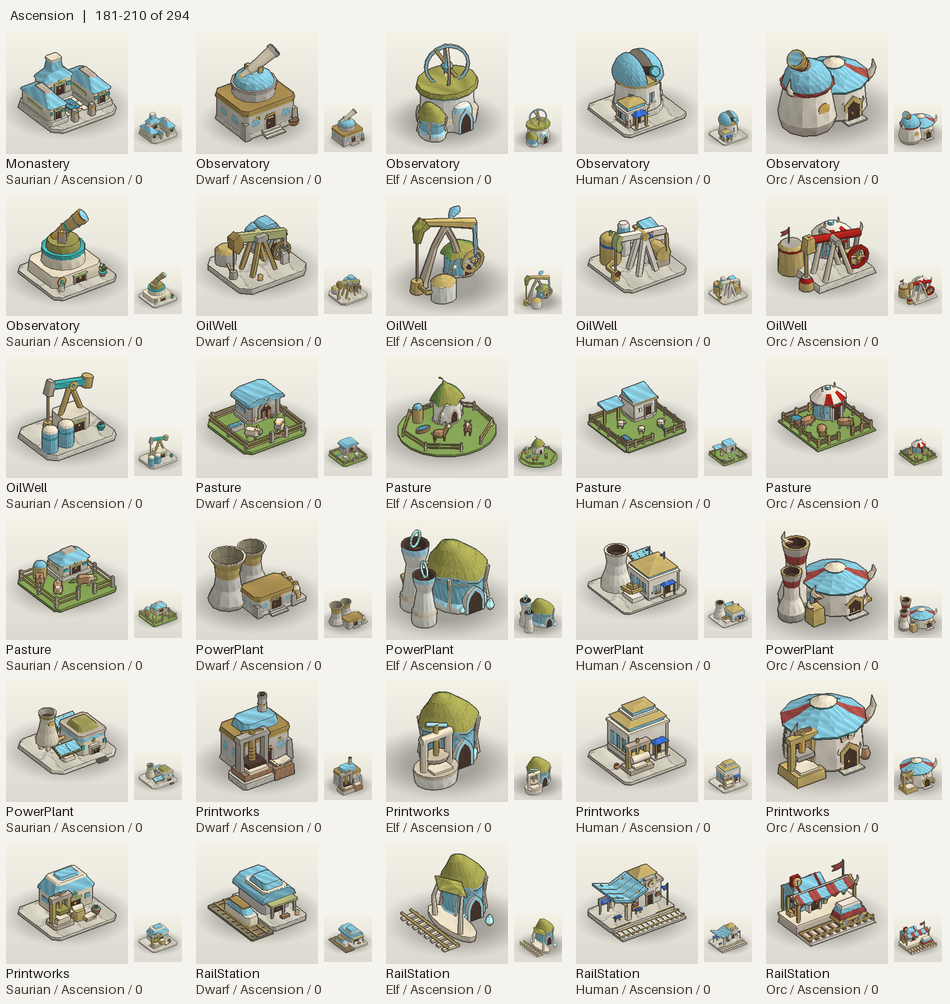 Ascension | 181-210 of 294
Monastery
Saurian / Ascension / 0
Observatory
Dwarf / Ascension / 0
Observatory
Elf / Ascension / 0
Observatory
Human / Ascension / 0
Observatory
Orc / Ascension / 0
Observatory
Saurian / Ascension / 0
OilWell
Dwarf / Ascension / 0
OilWell
Elf / Ascension / 0
OilWell
Human / Ascension / 0
OilWell
Orc / Ascension / 0
OilWell
Saurian / Ascension / 0
Pasture
Dwarf / Ascension / 0
Pasture
Elf / Ascension / 0
Pasture
Human / Ascension / 0
Pasture
Orc / Ascension / 0
Pasture
Saurian / Ascension / 0
PowerPlant
Dwarf / Ascension / 0
PowerPlant
Elf / Ascension / 0
PowerPlant
Human / Ascension / 0
PowerPlant
Orc / Ascension / 0
PowerPlant
Saurian / Ascension / 0
Printworks
Dwarf / Ascension / 0
Printworks
Elf / Ascension / 0
Printworks
Human / Ascension / 0
Printworks
Orc / Ascension / 0
Printworks
Saurian / Ascension / 0
RailStation
Dwarf / Ascension / 0
RailStation
Elf / Ascension / 0
RailStation
Human / Ascension / 0
RailStation
Orc / Ascension / 0